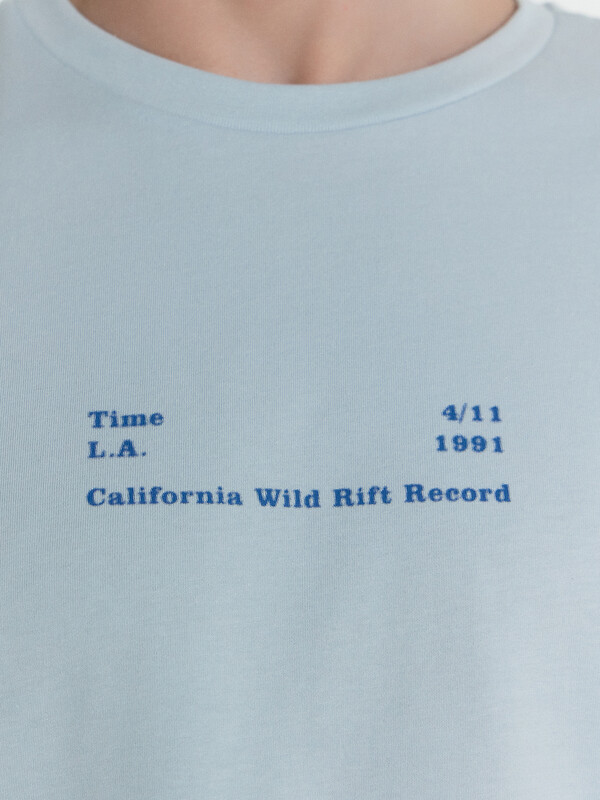 Time 4/11
L.A. 1991
California Wild Rift Record